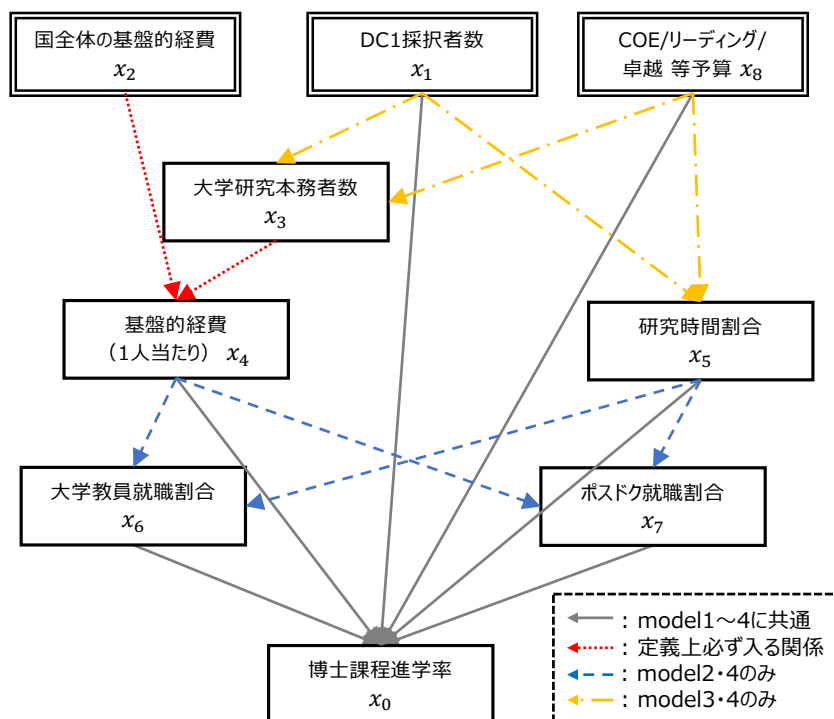 国全体の基盤的経費
x₂
DC1採択者数
x₁
COE/リーディング/
卓越 等予算 x₈
大学研究本務者数
x₃
基盤的経費
（1人当たり） x₄
研究時間割合
x₅
大学教員就職割合
x₆
ポスドク就職割合
x₇
博士課程進学率
x₀
: model1～4に共通
: 定義上必ず入る関係
: model2・4のみ
: model3・4のみ